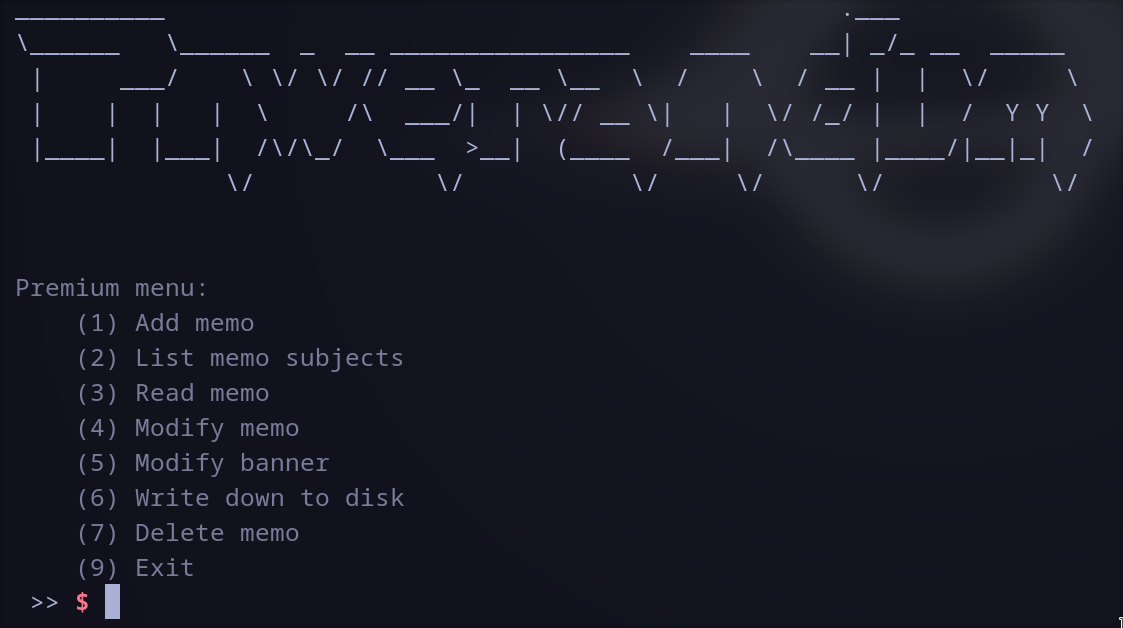 Premium menu:
(1) Add memo
(2) List memo subjects
(3) Read memo
(4) Modify memo
(5) Modify banner
(6) Write down to disk
(7) Delete memo
(9) Exit
>> $